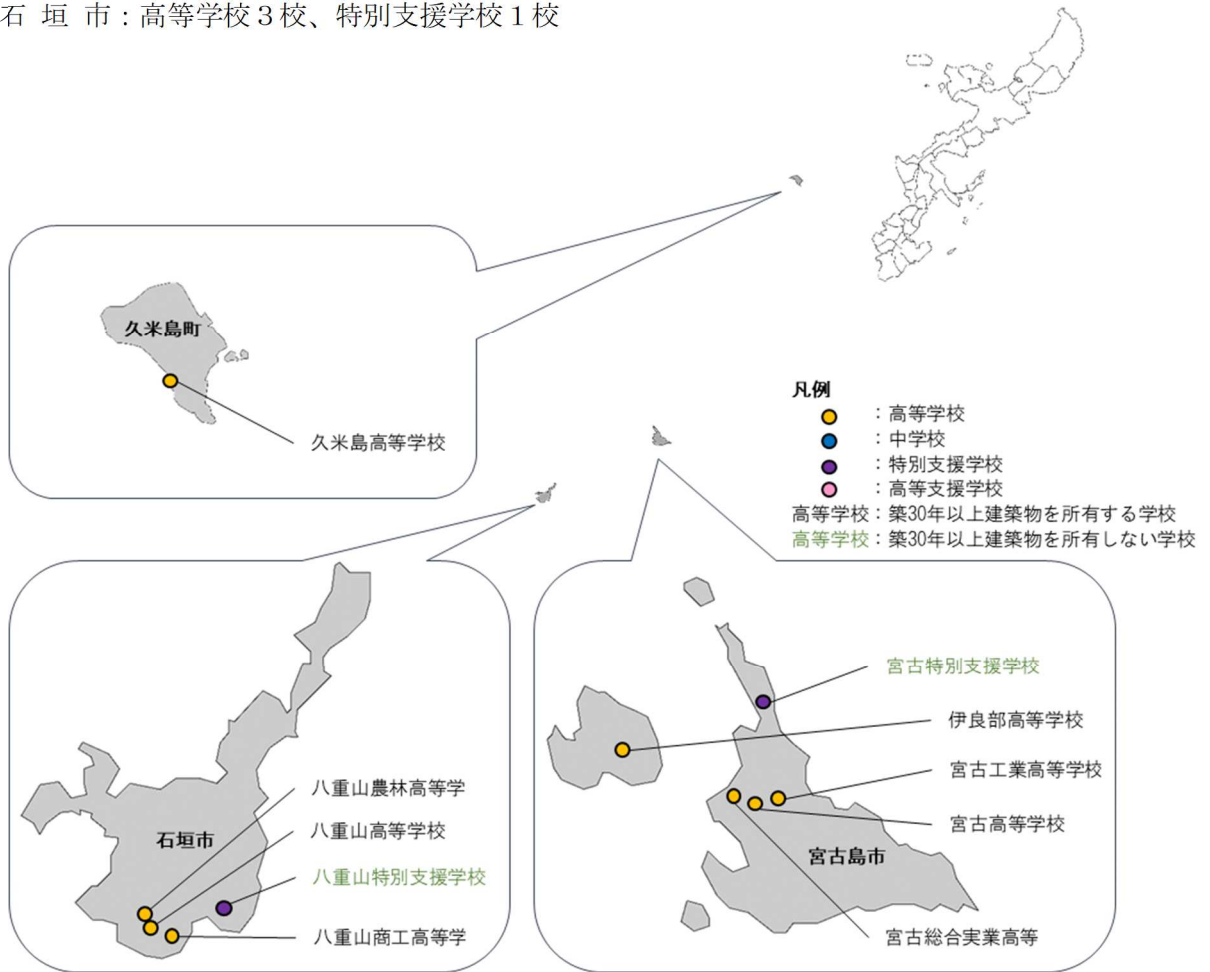 石 垣 市：高等学校３校、特別支援学校１校
久米島町
久米島高等学校
凡例
：高等学校
：中学校
：特別支援学校
：高等支援学校
高等学校：築30年以上建築物を所有する学校
高等学校：築30年以上建築物を所有しない学校
八重山農林高等学
八重山高等学校
石垣市
八重山特別支援学校
八重山商工高等学
宮古特別支援学校
伊良部高等学校
宮古工業高等学校
宮古高等学校
宮古島市
宮古総合実業高等